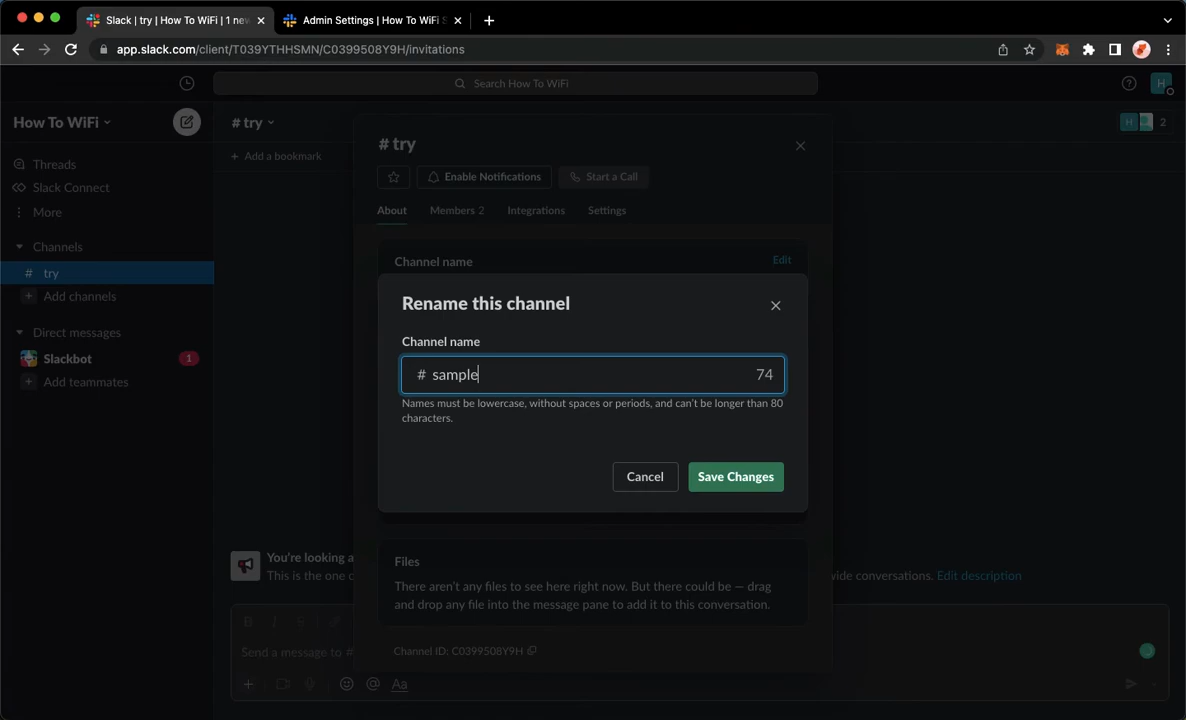 Slack | try | How To WiFi | 1 new
Admin Settings | How To WiFi S
app.slack.com/client/T039YTHHSMN/C0399508Y9H/invitations
Search How To WiFi
H
How To WiFi
# try
H
2
+ Add a bookmark
Threads
Slack Connect
More
Channels
# try
+ Add channels
Direct messages
Slackbot
1
+ Add teammates
# try
Enable Notifications
Start a Call
About
Members 2
Integrations
Settings
Channel name
Edit
Rename this channel
Channel name
# sample
74
Names must be lowercase, without spaces or periods, and can't be longer than 80
characters.
Cancel
Save Changes
You're looking a
This is the one c
wide conversations. Edit description
Files
There aren't any files to see here right now. But there could be — drag
and drop any file into the message pane to add it to this conversation.
B I S
Send a message to #
Channel ID: C0399508Y9H
+
@
Aa